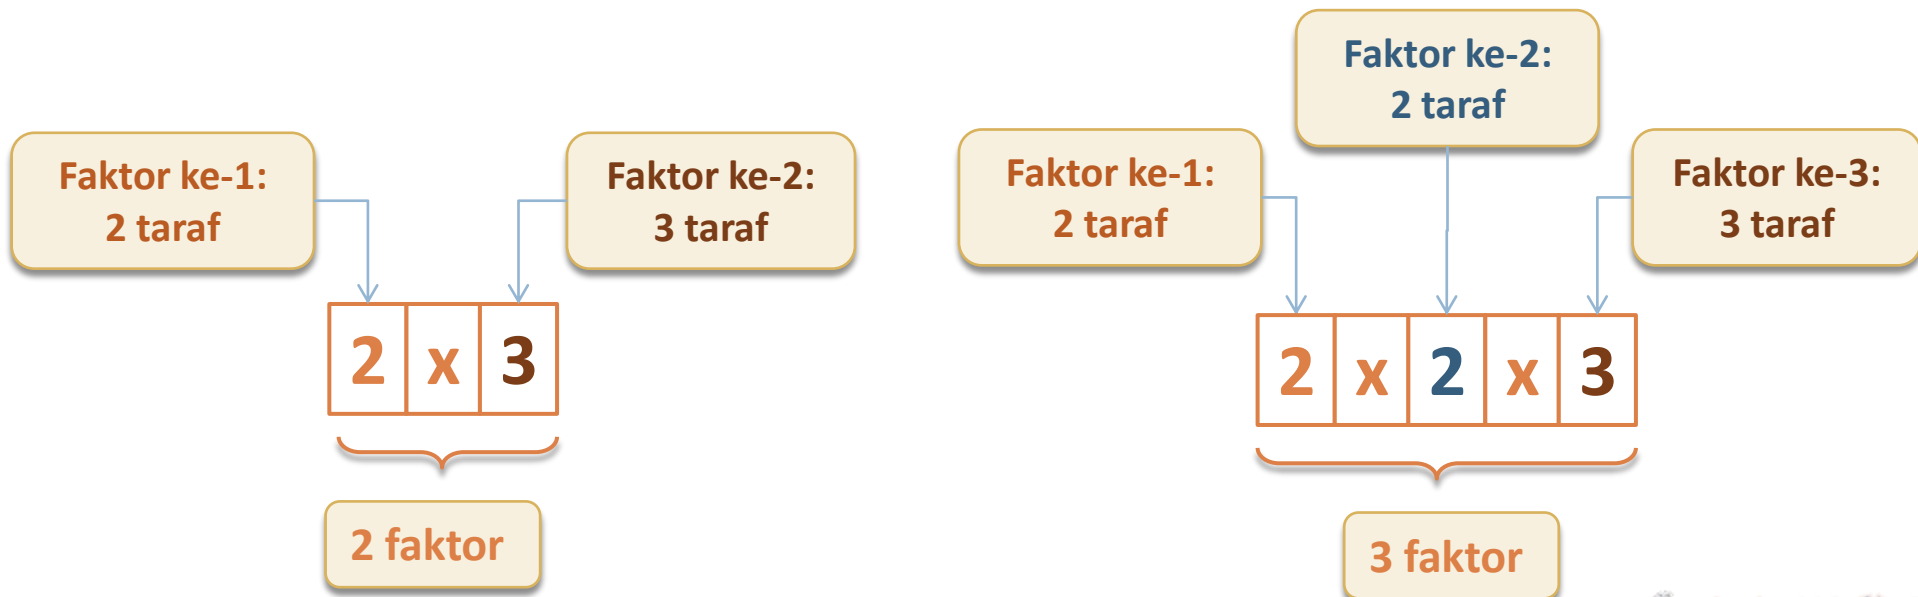 Faktor ke-1:
2 taraf
Faktor ke-2:
3 taraf
2 x 3
2 faktor
Faktor ke-1:
2 taraf
Faktor ke-2:
2 taraf
Faktor ke-3:
3 taraf
2 x 2 x 3
3 faktor